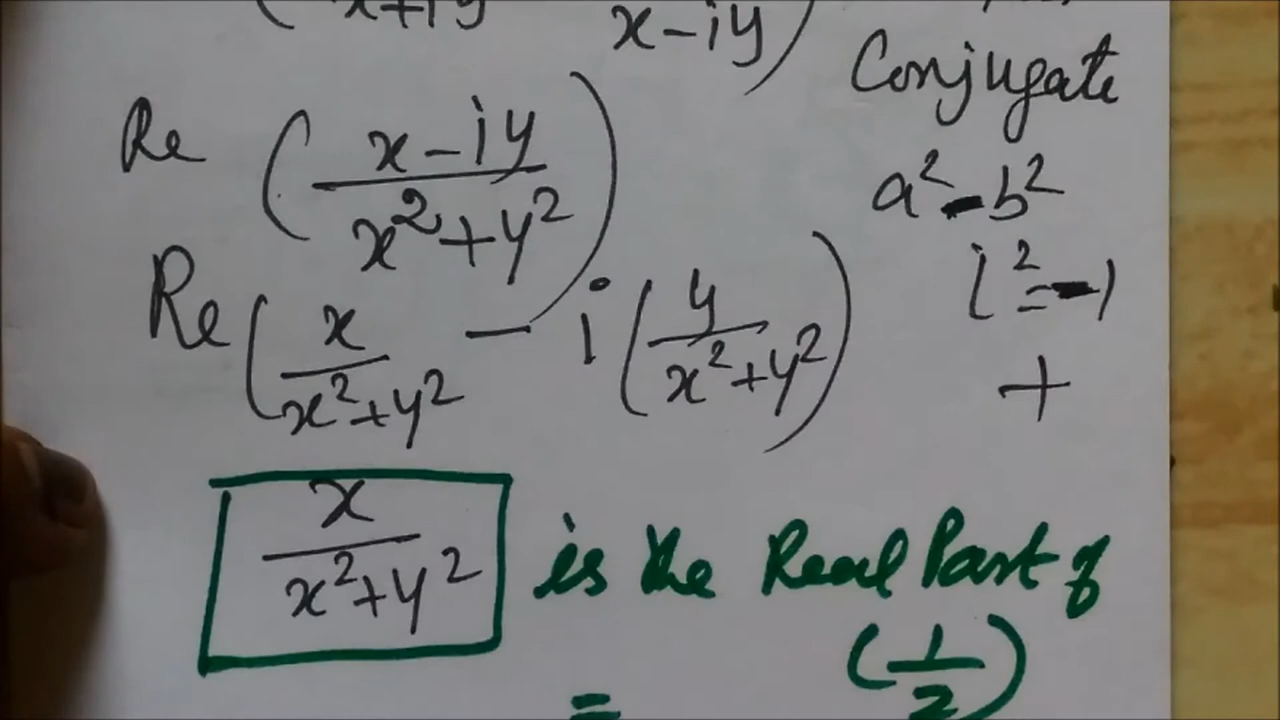 (x+iy x-iy)
Conjugate
Re (x-iy / x²+y²)
a²-b²
i²=-1
Re (x / x²+y² - i (y / x²+y²))
+
x / x²+y² is the Real Part of
(1/z)
=